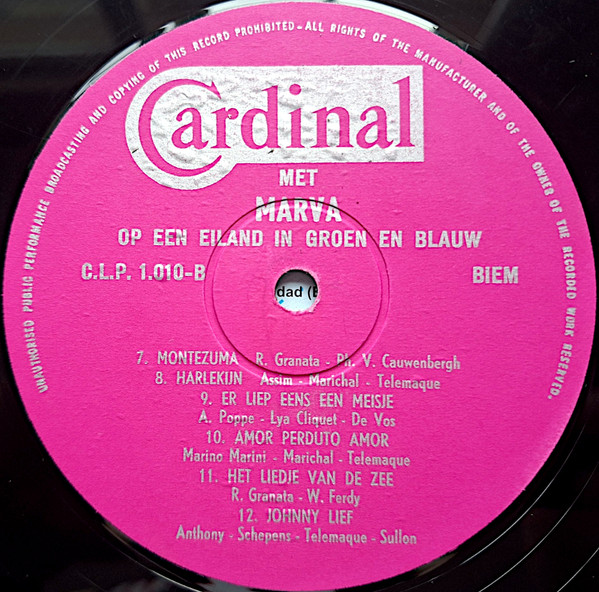 UNAUTHORISED PUBLIC PERFORMANCE BROADCASTING AND COPYING OF THIS RECORD PROHIBITED–ALL RIGHTS OF THE MANUFACTURER AND OF THE OWNER OF THE RECORDED WORK RESERVED.
Cardinal
MET
MARVA
OP EEN EILAND IN GROEN EN BLAUW
C.L.P. 1.010-B BIEM
dad (
7. MONTEZUMA R. Granata - Ph. V. Cauwenbergh
8. HARLEKIJN Assim - Marichal - Telemaque
9. ER LIEP EENS EEN MEISJE
A. Poppe - Lya Cliquet - De Vos
10. AMOR PERDUTO AMOR
Marino Marini - Marichal - Telemaque
11. HET LIEDJE VAN DE ZEE
R. Granata - W. Ferdy
12. JOHNNY LIEF
Anthony - Schepens - Telemaque - Sullon